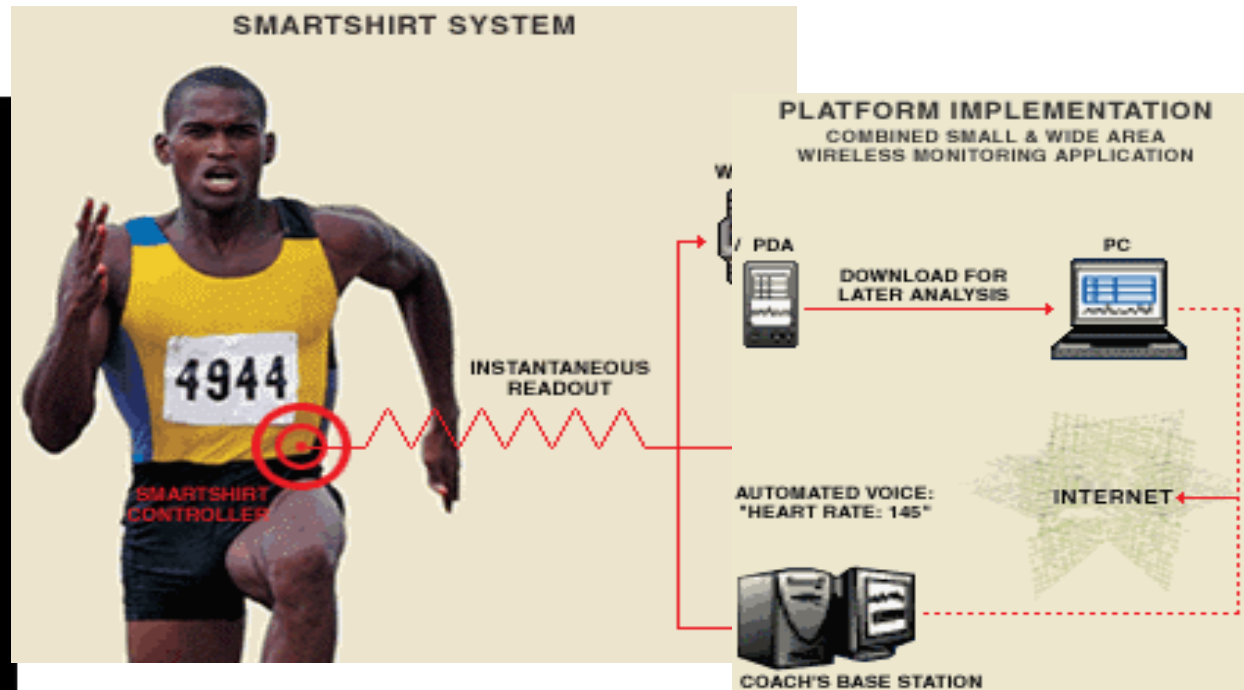 SMARTSHIRT SYSTEM
4944
INSTANTANEOUS
READOUT
SMARTSHIRT
CONTROLLER
PLATFORM IMPLEMENTATION
COMBINED SMALL & WIDE AREA
WIRELESS MONITORING APPLICATION
W
/ PDA
PC
DOWNLOAD FOR
LATER ANALYSIS
AUTOMATED VOICE:
"HEART RATE: 145"
INTERNET
COACH'S BASE STATION